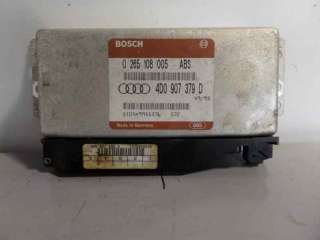 BOSCH
0 265 108 005 ABS
4D0 907 379 D
Made in Germany